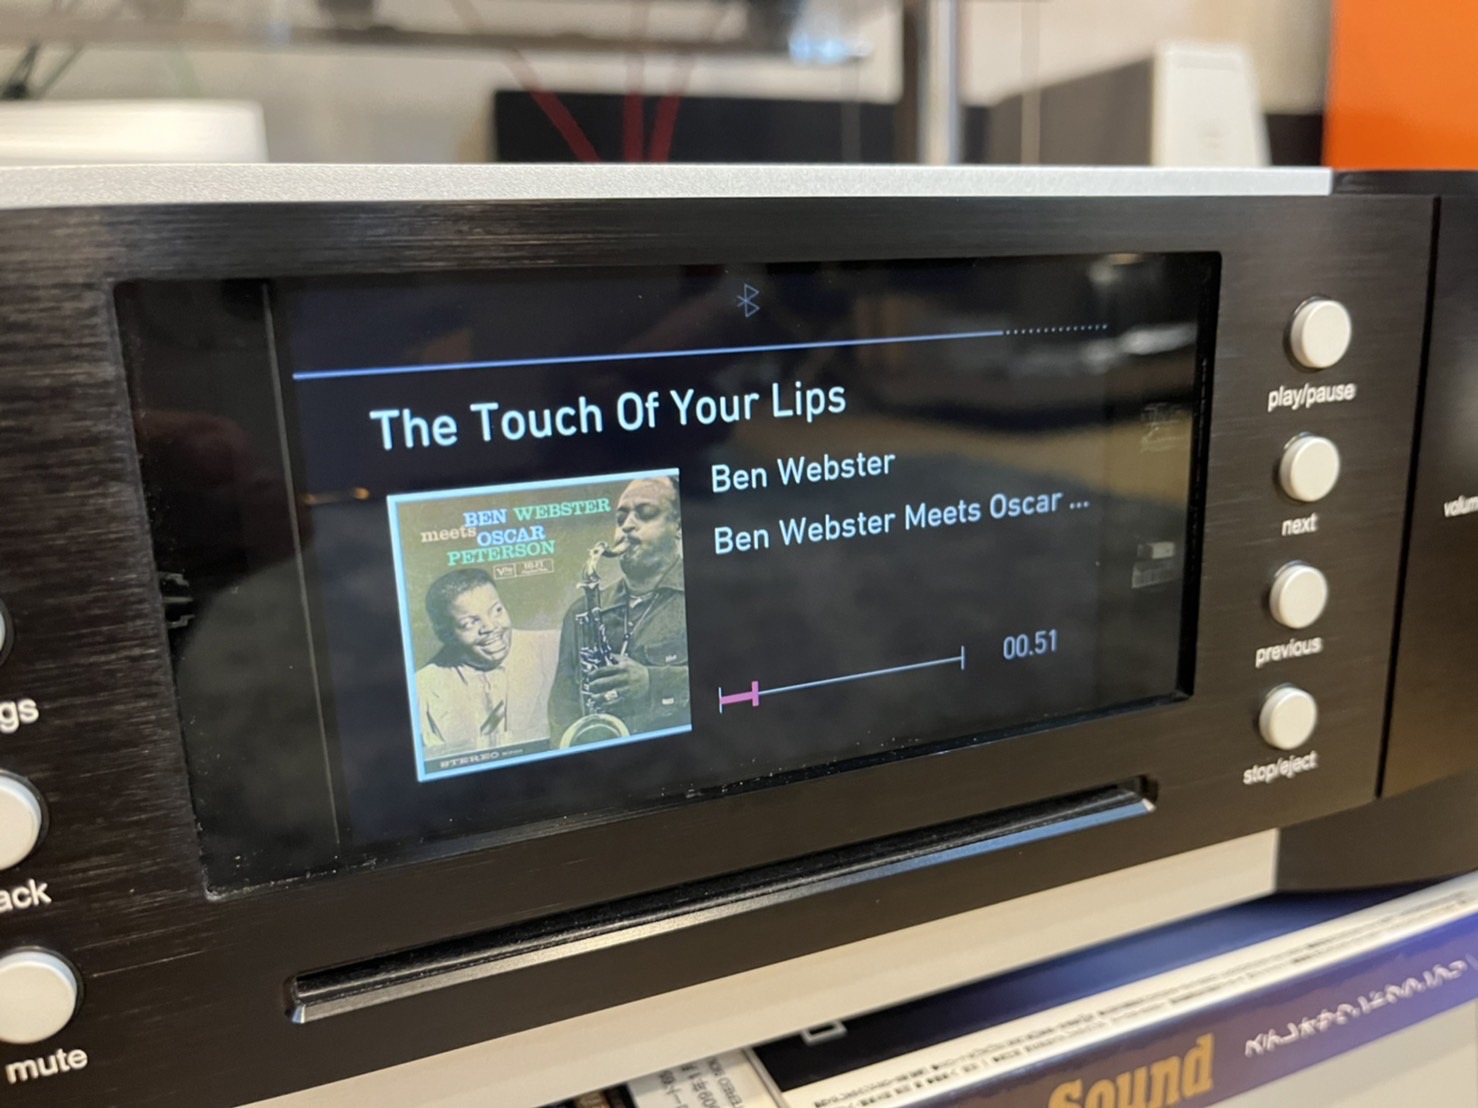 The Touch Of Your Lips
Ben Webster
Ben Webster Meets Oscar ...
BEN WEBSTER
meets OSCAR
PETERSON
STEREO
00.51
play/pause
next
previous
stop/eject
gs
ack
mute
volum
Sound